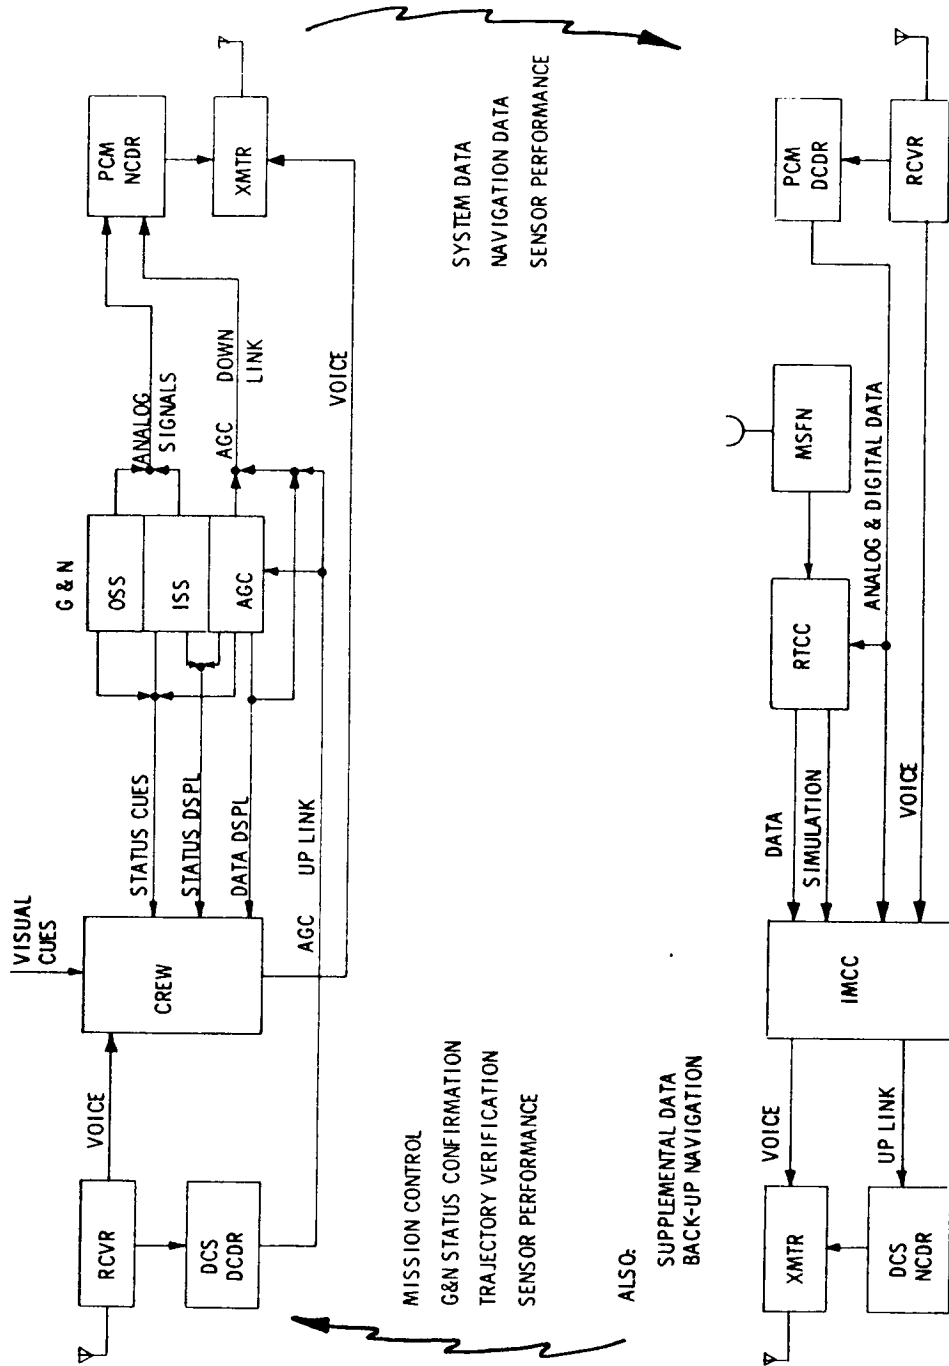 VISUAL
CUES
G & N
RCVR
VOICE
CREW
STATUS CUES
STATUS DSPL
DATA DSPL
OSS
ISS
AGC
ANALOG
SIGNALS
AGC DOWN
LINK
PCM
NCDR
XMTR
DCS
DCDR
AGC UP LINK
VOICE
MISSION CONTROL
G&N STATUS CONFIRMATION
TRAJECTORY VERIFICATION
SENSOR PERFORMANCE
SYSTEM DATA
NAVIGATION DATA
SENSOR PERFORMANCE
ALSO:
SUPPLEMENTAL DATA
BACK-UP NAVIGATION
XMTR
VOICE
DCS
NCDR
UP LINK
IMCC
DATA
SIMULATION
RTCC
MSFN
ANALOG & DIGITAL DATA
VOICE
PCM
DCDR
RCVR